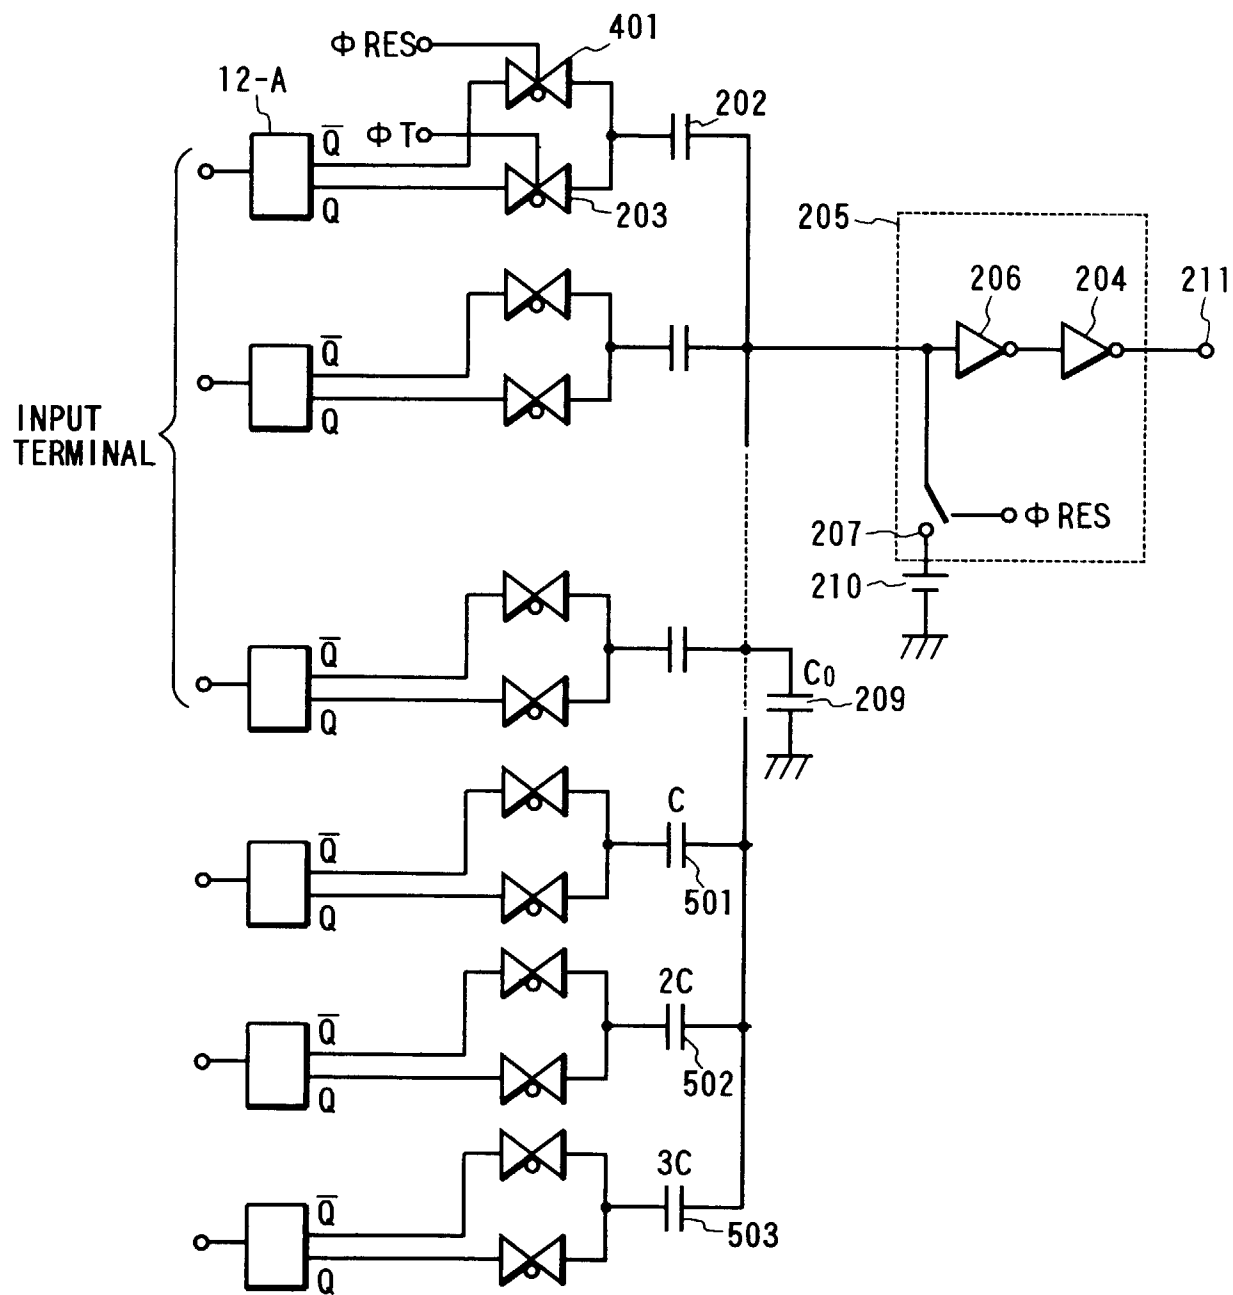 Φ RES
401
12-A
202
Q̅
Φ T
Q
203
205
206
204
211
Q̅
Q
INPUT
TERMINAL
207
Φ RES
210
Q̅
Q
C0
209
Q̅
C
Q
501
Q̅
2C
Q
502
Q̅
3C
Q
503